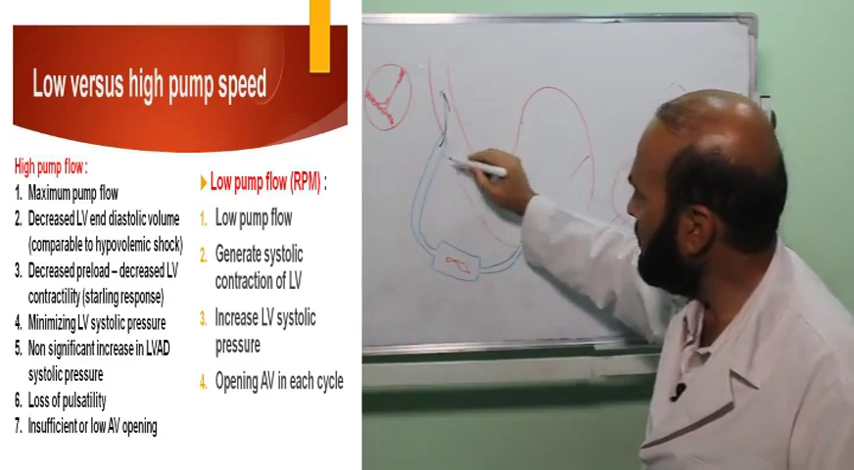 Low versus high pump speed
High pump flow :
1. Maximum pump flow
2. Decreased LV end diastolic volume
(comparable to hypovolemic shock)
3. Decreased preload – decreased LV
contractility (starling response)
4. Minimizing LV systolic pressure
5. Non significant increase in LVAD
systolic pressure
6. Loss of pulsatility
7. Insufficient or low AV opening
Low pump flow (RPM) :
1. Low pump flow
2. Generate systolic
contraction of LV
3. Increase LV systolic
pressure
4. Opening AV in each cycle